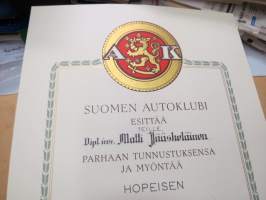 A K
SUOMEN AUTOKLUBI
ESITTÄÄ
Dipl.ins. Matti Jääskeläinen
PARHAAN TUNNUSTUKSENSA
JA MYÖNTÄÄ
HOPEISEN